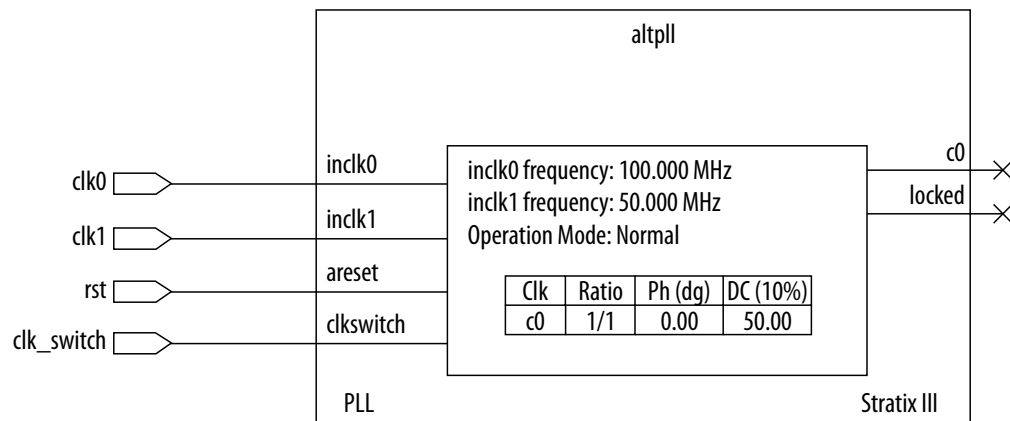 altpll
clk0
inclk0
clk1
inclk1
rst
areset
clk_switch
clkswitch
inclk0 frequency: 100.000 MHz
inclk1 frequency: 50.000 MHz
Operation Mode: Normal
Clk Ratio Ph (dg) DC (10%)
c0 1/1 0.00 50.00
c0
locked
PLL
Stratix III